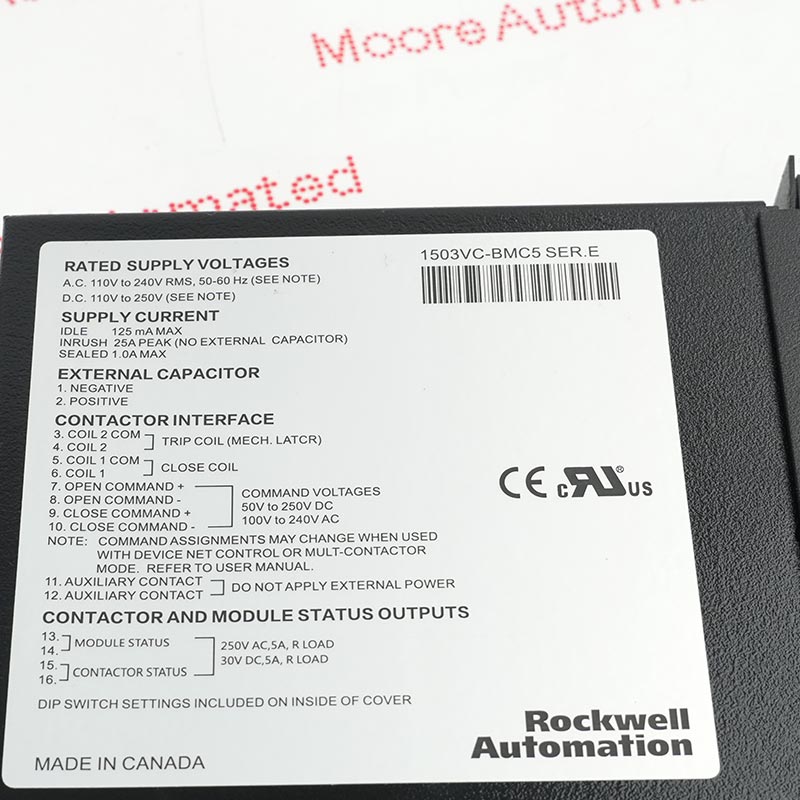 Moore Automated
Automated
1503VC-BMC5 SER.E
RATED SUPPLY VOLTAGES
A.C. 110V to 240V RMS, 50-60 Hz (SEE NOTE)
D.C. 110V to 250V (SEE NOTE)
SUPPLY CURRENT
IDLE 125 mA MAX
INRUSH 25A PEAK (NO EXTERNAL CAPACITOR)
SEALED 1.0A MAX
EXTERNAL CAPACITOR
1. NEGATIVE
2. POSITIVE
CONTACTOR INTERFACE
3. COIL 2 COM
4. COIL 2
TRIP COIL (MECH. LATCR)
5. COIL 1 COM
6. COIL 1
CLOSE COIL
7. OPEN COMMAND +
8. OPEN COMMAND -
9. CLOSE COMMAND +
10. CLOSE COMMAND -
COMMAND VOLTAGES
50V to 250V DC
100V to 240V AC
NOTE: COMMAND ASSIGNMENTS MAY CHANGE WHEN USED
WITH DEVICE NET CONTROL OR MULT-CONTACTOR
MODE. REFER TO USER MANUAL.
11. AUXILIARY CONTACT
12. AUXILIARY CONTACT
DO NOT APPLY EXTERNAL POWER
CONTACTOR AND MODULE STATUS OUTPUTS
13.
14.
MODULE STATUS
15.
16.
CONTACTOR STATUS
250V AC,5A, R LOAD
30V DC,5A, R LOAD
DIP SWITCH SETTINGS INCLUDED ON INSIDE OF COVER
MADE IN CANADA
CE c RU® US
Rockwell
Automation